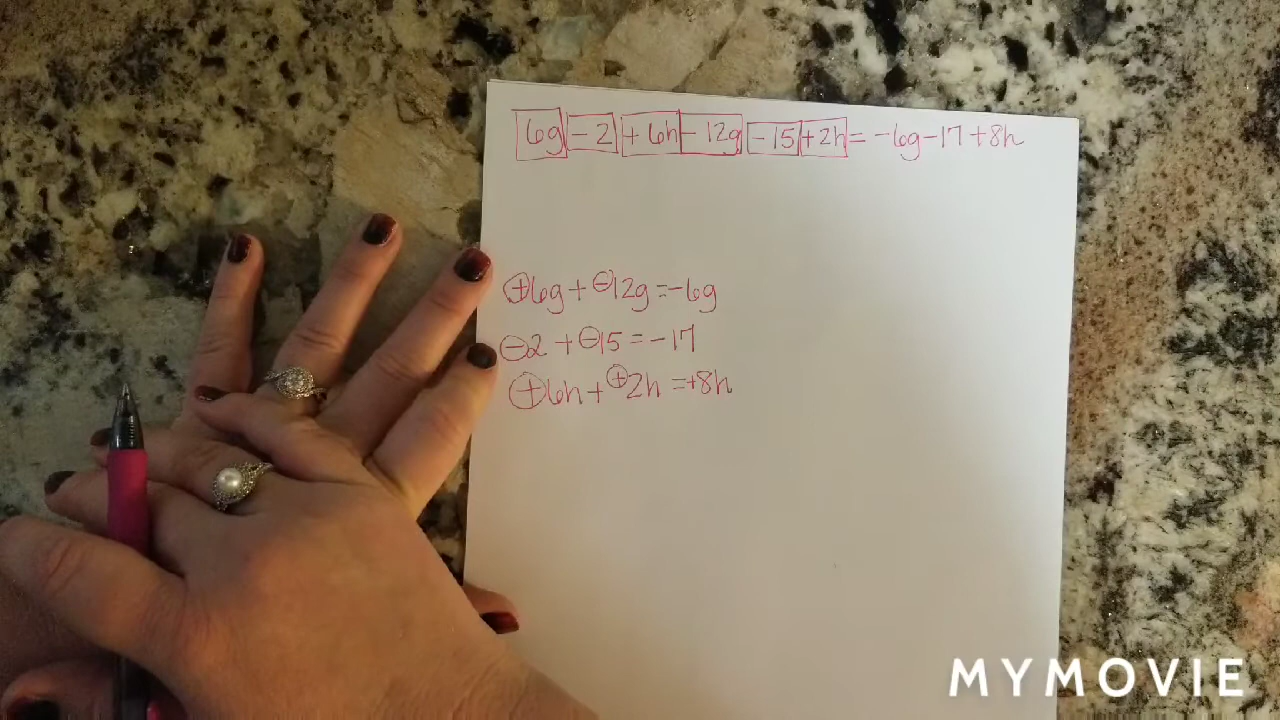 6g - 2 + 6h - 12g - 15 + 2h = -6g - 17 + 8h
+6g + -12g = -6g
-2 + -15 = -17
+6h + +2h = +8h
MYMOVIE